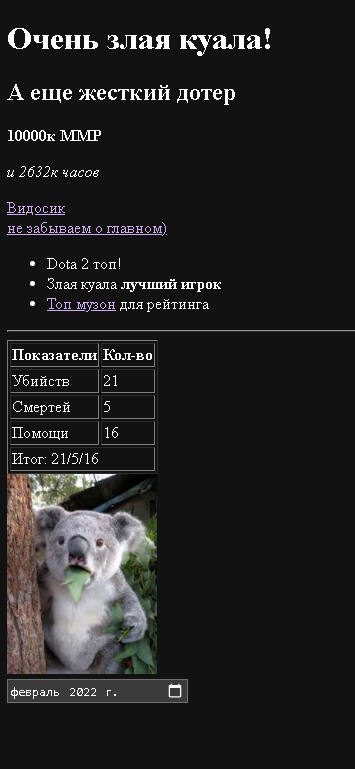 Очень злая куала!
А еще жесткий дотер
10000к ММР
и 2632к часов
Видосик
не забываем о главном)
Dota 2 топ!
Злая куала лучший игрок
Топ музон для рейтинга
Показатели Кол-во
Убийств 21
Смертей 5
Помощи 16
Итог: 21/5/16
февраль 2022 г.